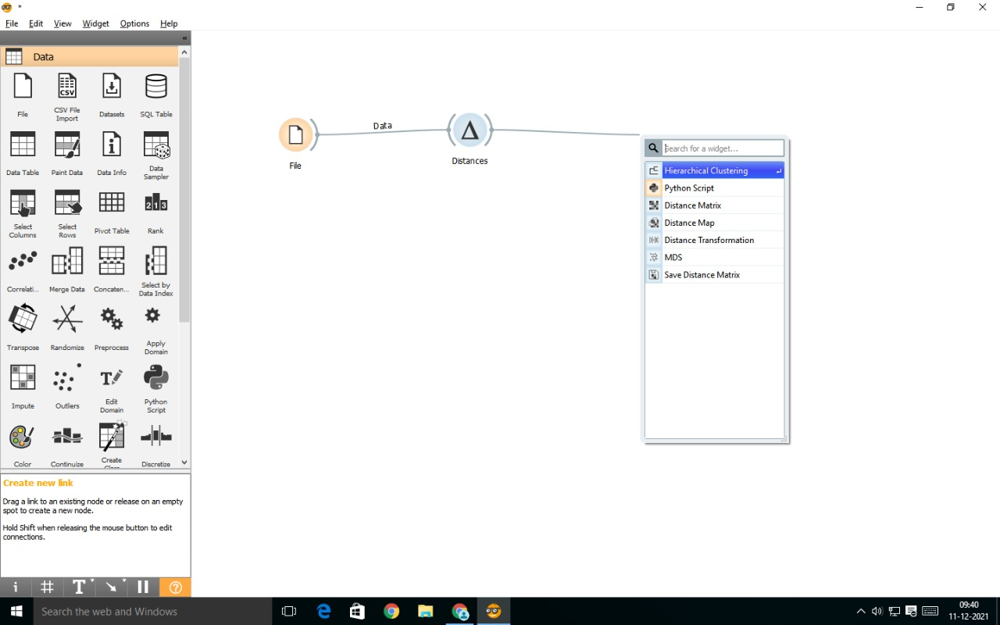 *
File Edit View Widget Options Help
«
Data
File
CSV File
Import
Datasets
SQL Table
Data Table
Paint Data
Data Info
Data
Sampler
Select
Columns
Select
Rows
Pivot Table
Rank
Correlati...
Merge Data
Concaten...
Select by
Data Index
Transpose
Randomize
Preprocess
Apply
Domain
Impute
Outliers
Edit
Domain
Python
Script
Color
Continuize
Create
Class
Discretize
Create new link
Drag a link to an existing node or release on an empty
spot to create a new node.
Hold Shift when releasing the mouse button to edit
connections.
File
Data
Distances
Search for a widget...
Hierarchical Clustering
Python Script
Distance Matrix
Distance Map
Distance Transformation
MDS
Save Distance Matrix
Search the web and Windows
09:40
11-12-2021